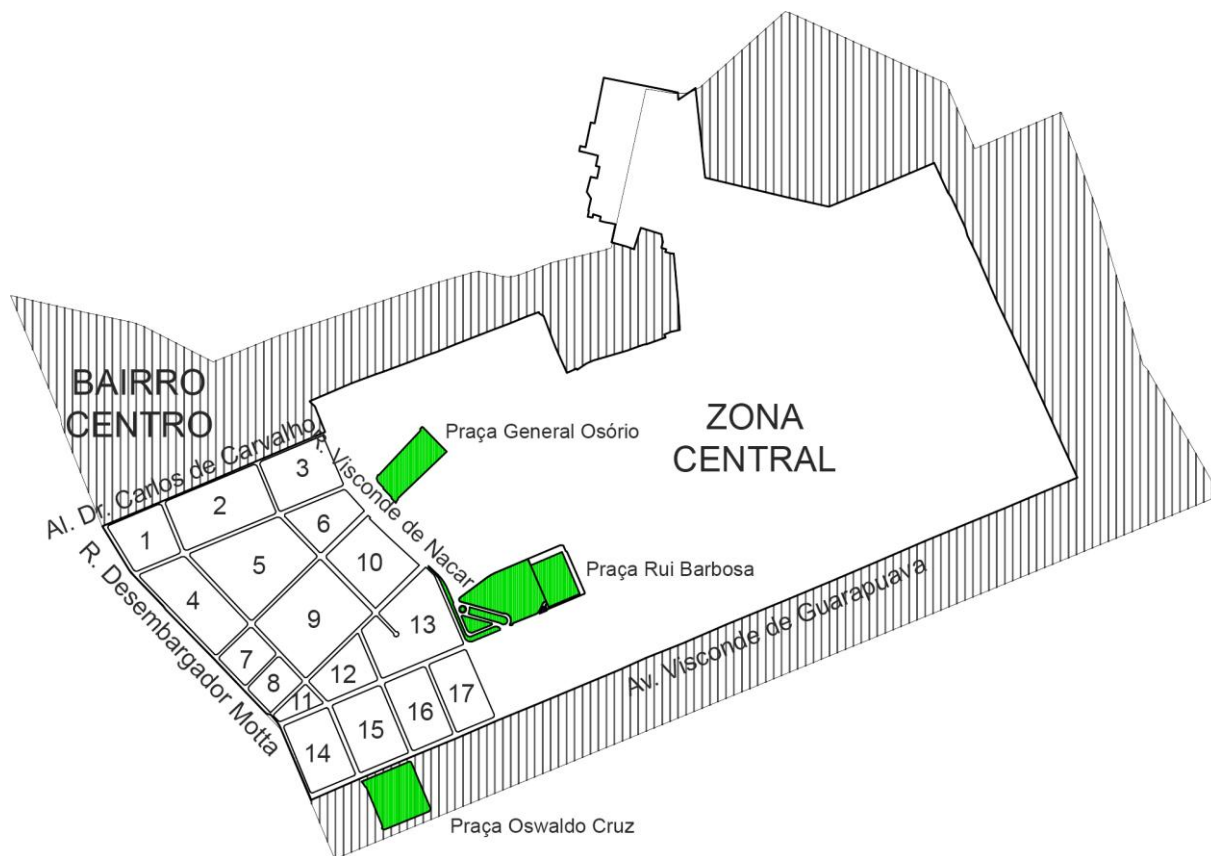 BAIRRO
CENTRO
ZONA
CENTRAL
Praça General Osório
Al. Dr. Carlos de Carvalho
R. Visconde de Nacar
R. Desembargador Motta
Praça Rui Barbosa
Av. Visconde de Guarapuava
Praça Oswaldo Cruz
1
2
3
4
5
6
7
8
9
10
11
12
13
14
15
16
17